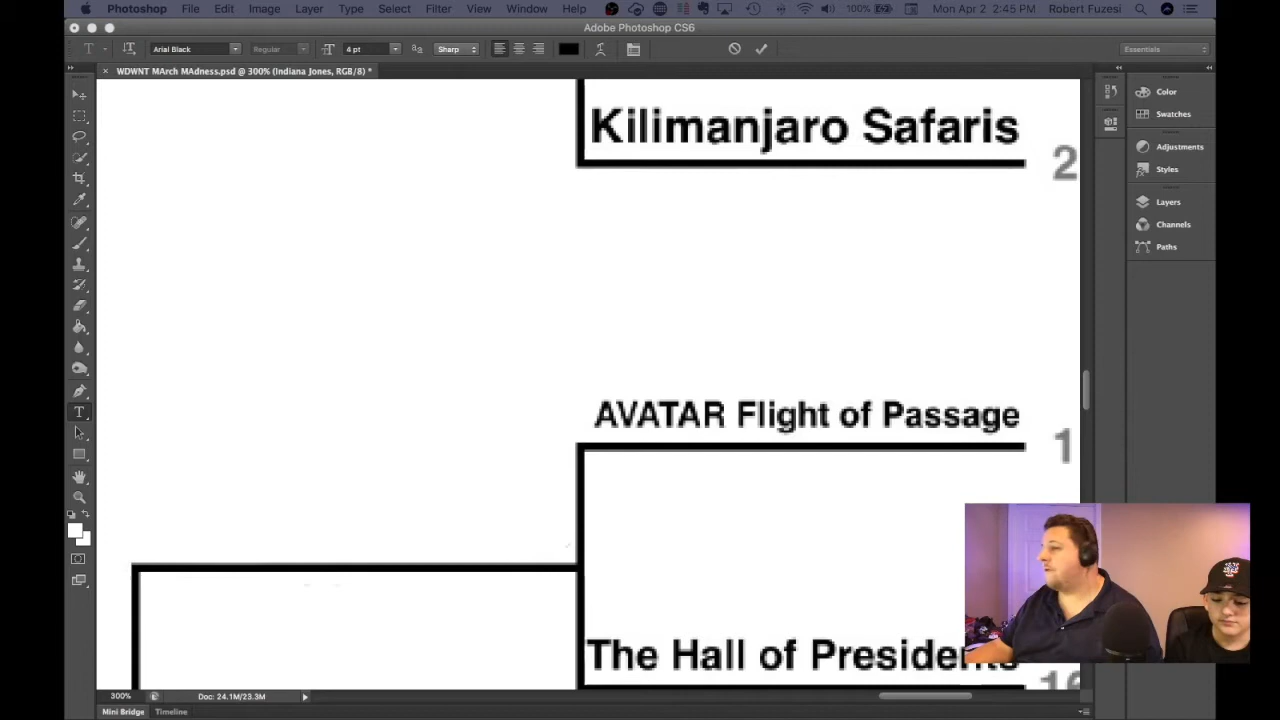 Photoshop File Edit Image Layer Type Select Filter View Window Help 100% Mon Apr 2 2:45 PM Robert Fuzesi
Adobe Photoshop CS6
T Arial Black Regular 4 pt Sharp Essentials
× WDWNT MArch MAdness.psd @ 300% (Indiana Jones, RGB/8) *
Color
Swatches
Kilimanjaro Safaris
2
Adjustments
Styles
Layers
Channels
Paths
AVATAR Flight of Passage
1
The Hall of Presidents
16
300% Doc: 24.1M/23.3M
Mini Bridge Timeline